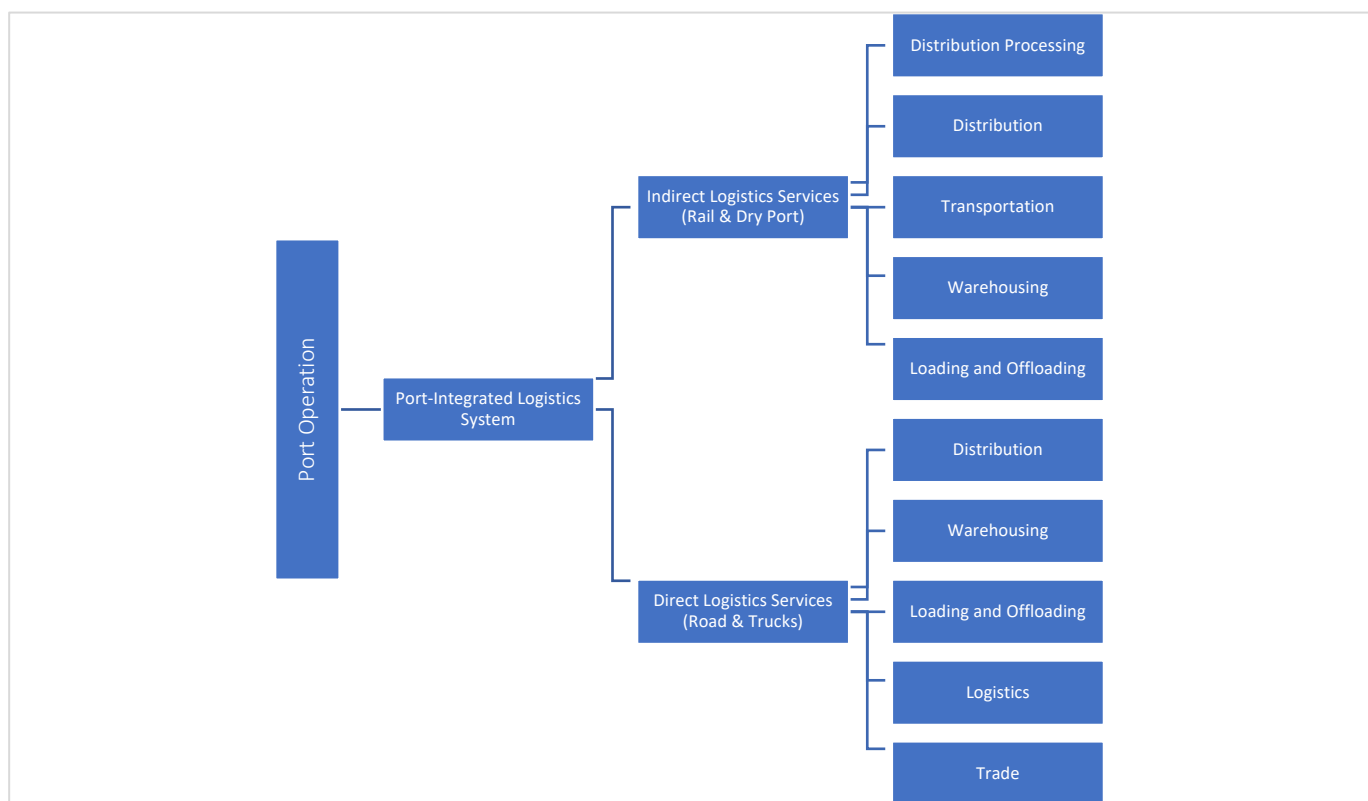 Port Operation
Port-Integrated Logistics
System
Indirect Logistics Services
(Rail & Dry Port)
Distribution Processing
Distribution
Transportation
Warehousing
Loading and Offloading
Direct Logistics Services
(Road & Trucks)
Distribution
Warehousing
Loading and Offloading
Logistics
Trade